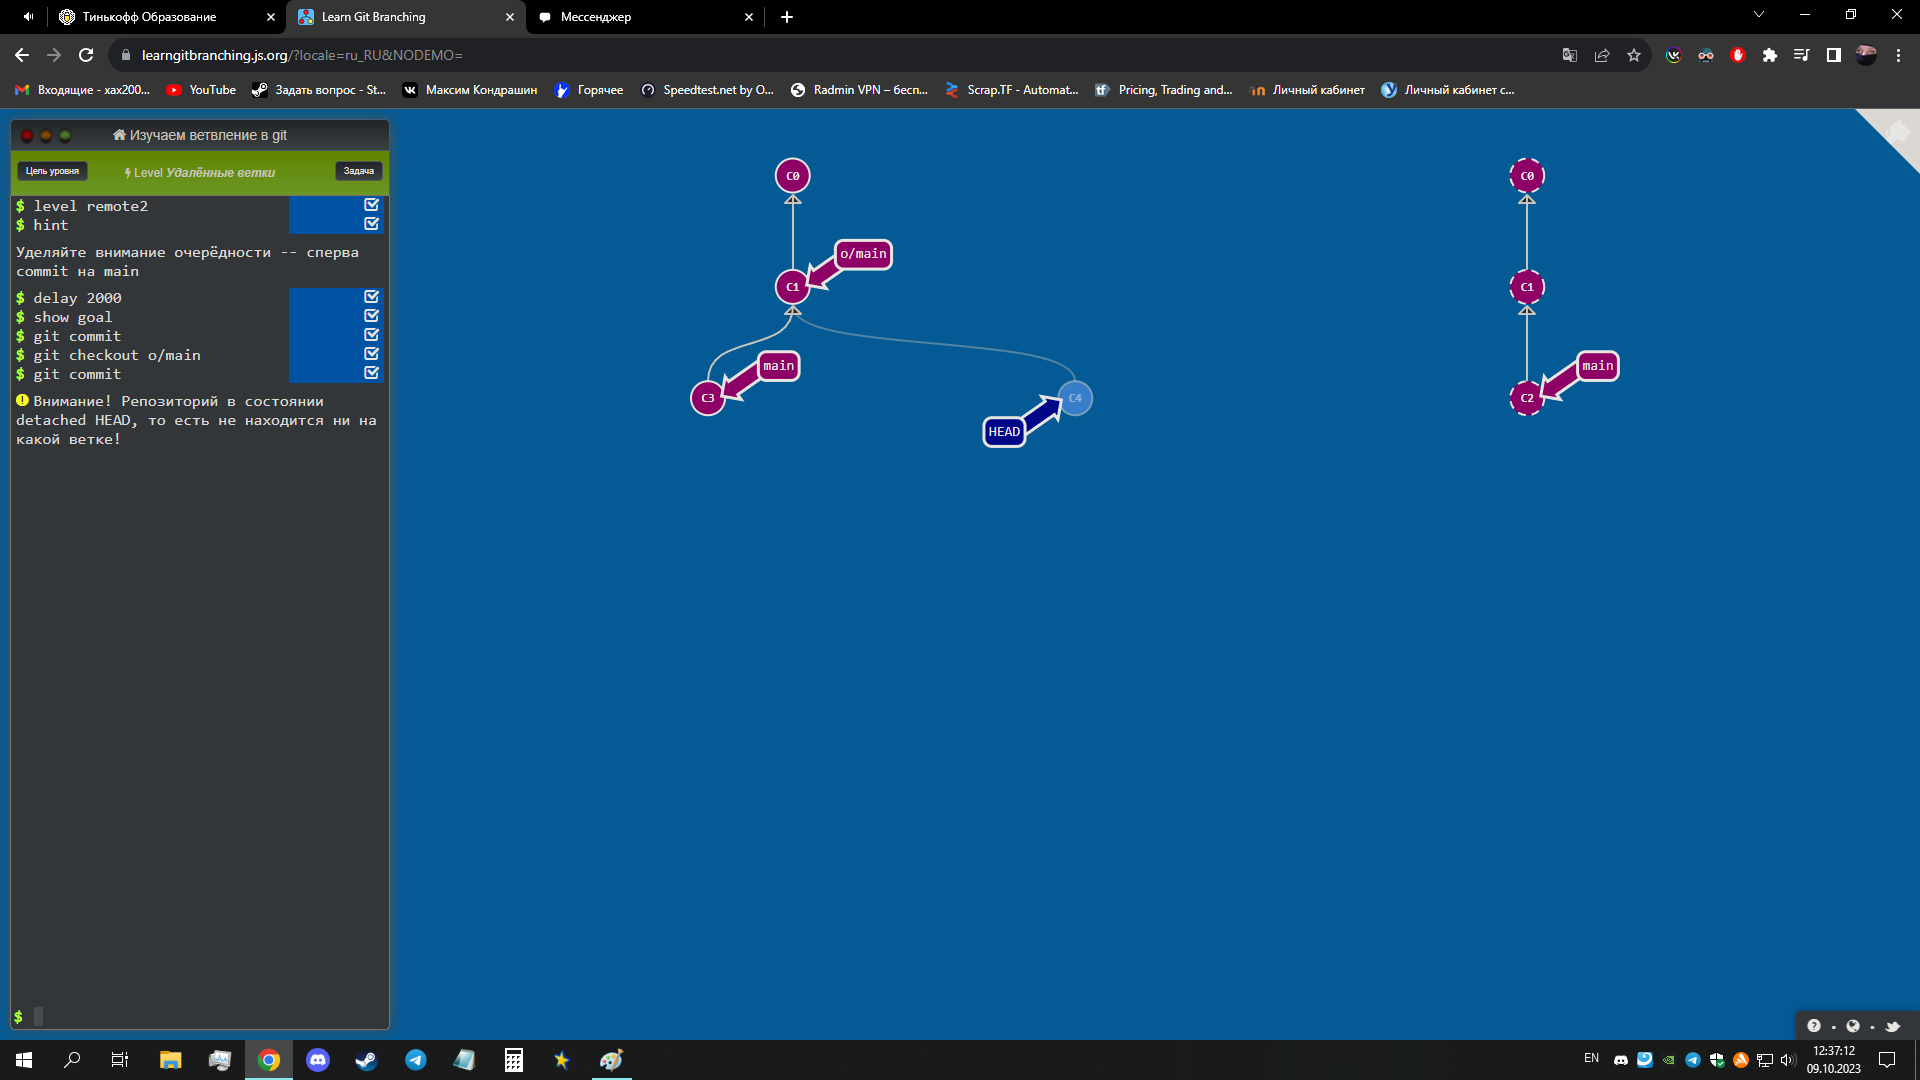 Тинькофф Образование
Learn Git Branching
Мессенджер
learngitbranching.js.org/?locale=ru_RU&NODEMO=
Входящие - xax200...
YouTube
Задать вопрос - St...
Максим Кондрашин
Горячее
Speedtest.net by O...
Radmin VPN – бесп...
Scrap.TF - Automat...
Pricing, Trading and...
Личный кабинет
Личный кабинет с...
Изучаем ветвление в git
Цель уровня
Level Удалённые ветки
Задача
$ level remote2
$ hint
Уделяйте внимание очерёдности -- сперва
commit на main
$ delay 2000
$ show goal
$ git commit
$ git checkout o/main
$ git commit
Внимание! Репозиторий в состоянии
detached HEAD, то есть не находится ни на
какой ветке!
$
C0
o/main
C1
main
C3
C4
HEAD
C0
C1
main
C2
EN
12:37:12
09.10.2023